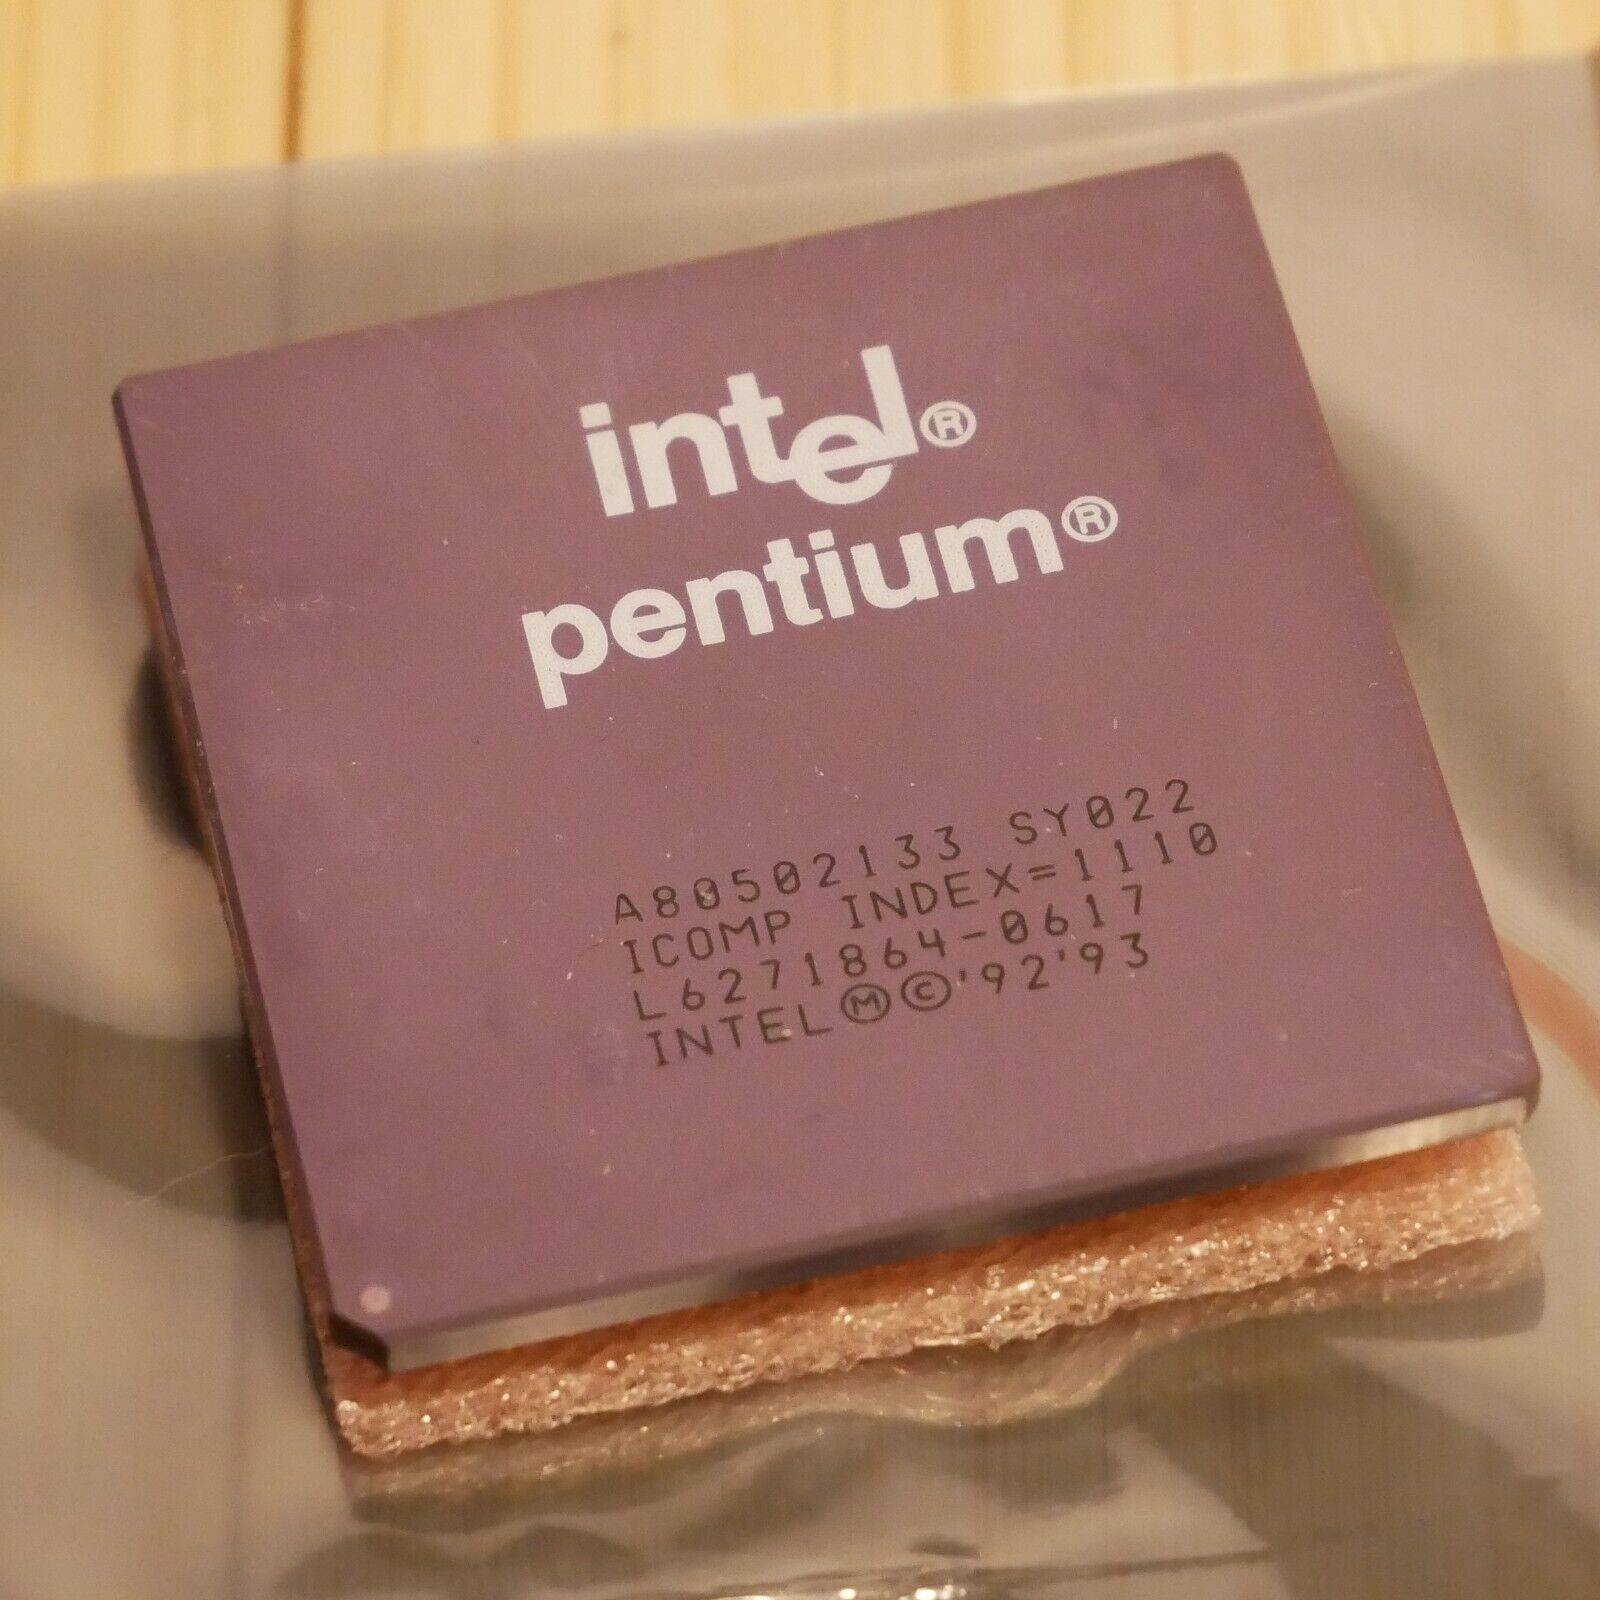 intel®
pentium®
A80502133 SY022
ICOMP INDEX=1110
L6271864-0617
INTEL Ⓜ © '92'93